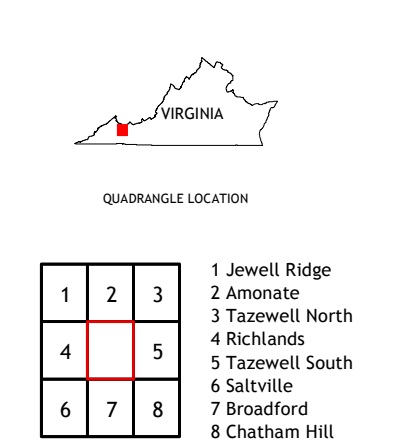 VIRGINIA
QUADRANGLE LOCATION
1 2 3
4 5
6 7 8
1 Jewell Ridge
2 Amonate
3 Tazewell North
4 Richlands
5 Tazewell South
6 Saltville
7 Broadford
8 Chatham Hill